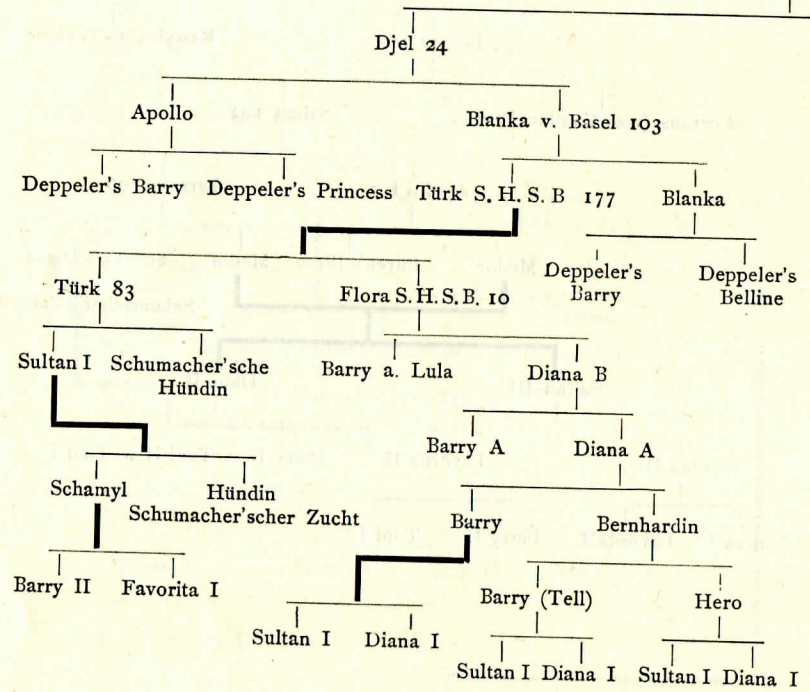 Djel 24
Apollo
Blanka v. Basel 103
Deppeler's Barry Deppeler's Princess Türk S. H. S. B 177 Blanka
Deppeler's
Barry
Deppeler's
Belline
Türk 83
Flora S. H. S. B. 10
Sultan I
Schumacher'sche
Hündin
Barry a. Lula
Diana B
Barry A
Diana A
Schamyl
Hündin
Schumacher'scher Zucht
Barry
Bernhardin
Barry II
Favorita I
Barry (Tell)
Hero
Sultan I
Diana I
Sultan I Diana I
Sultan I Diana I